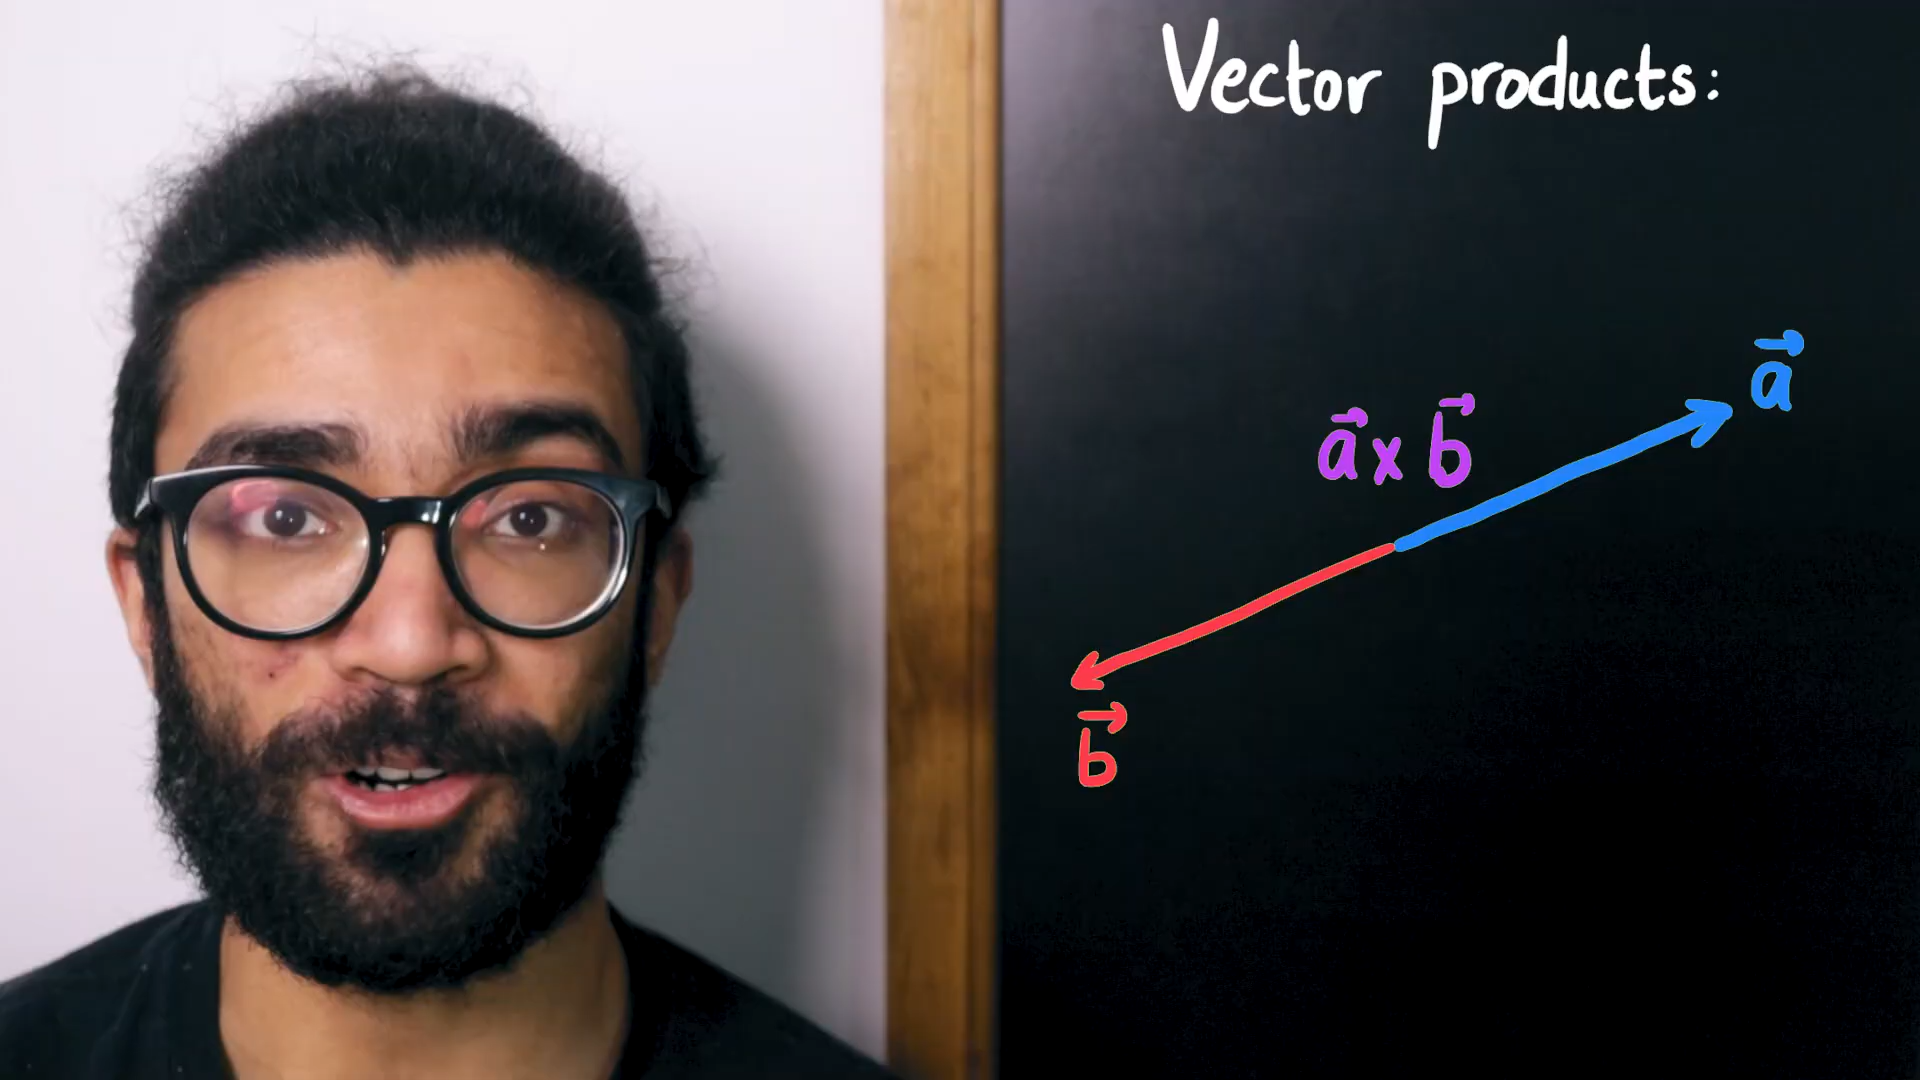 Vector products:
a⃗
a⃗ x b⃗
b⃗